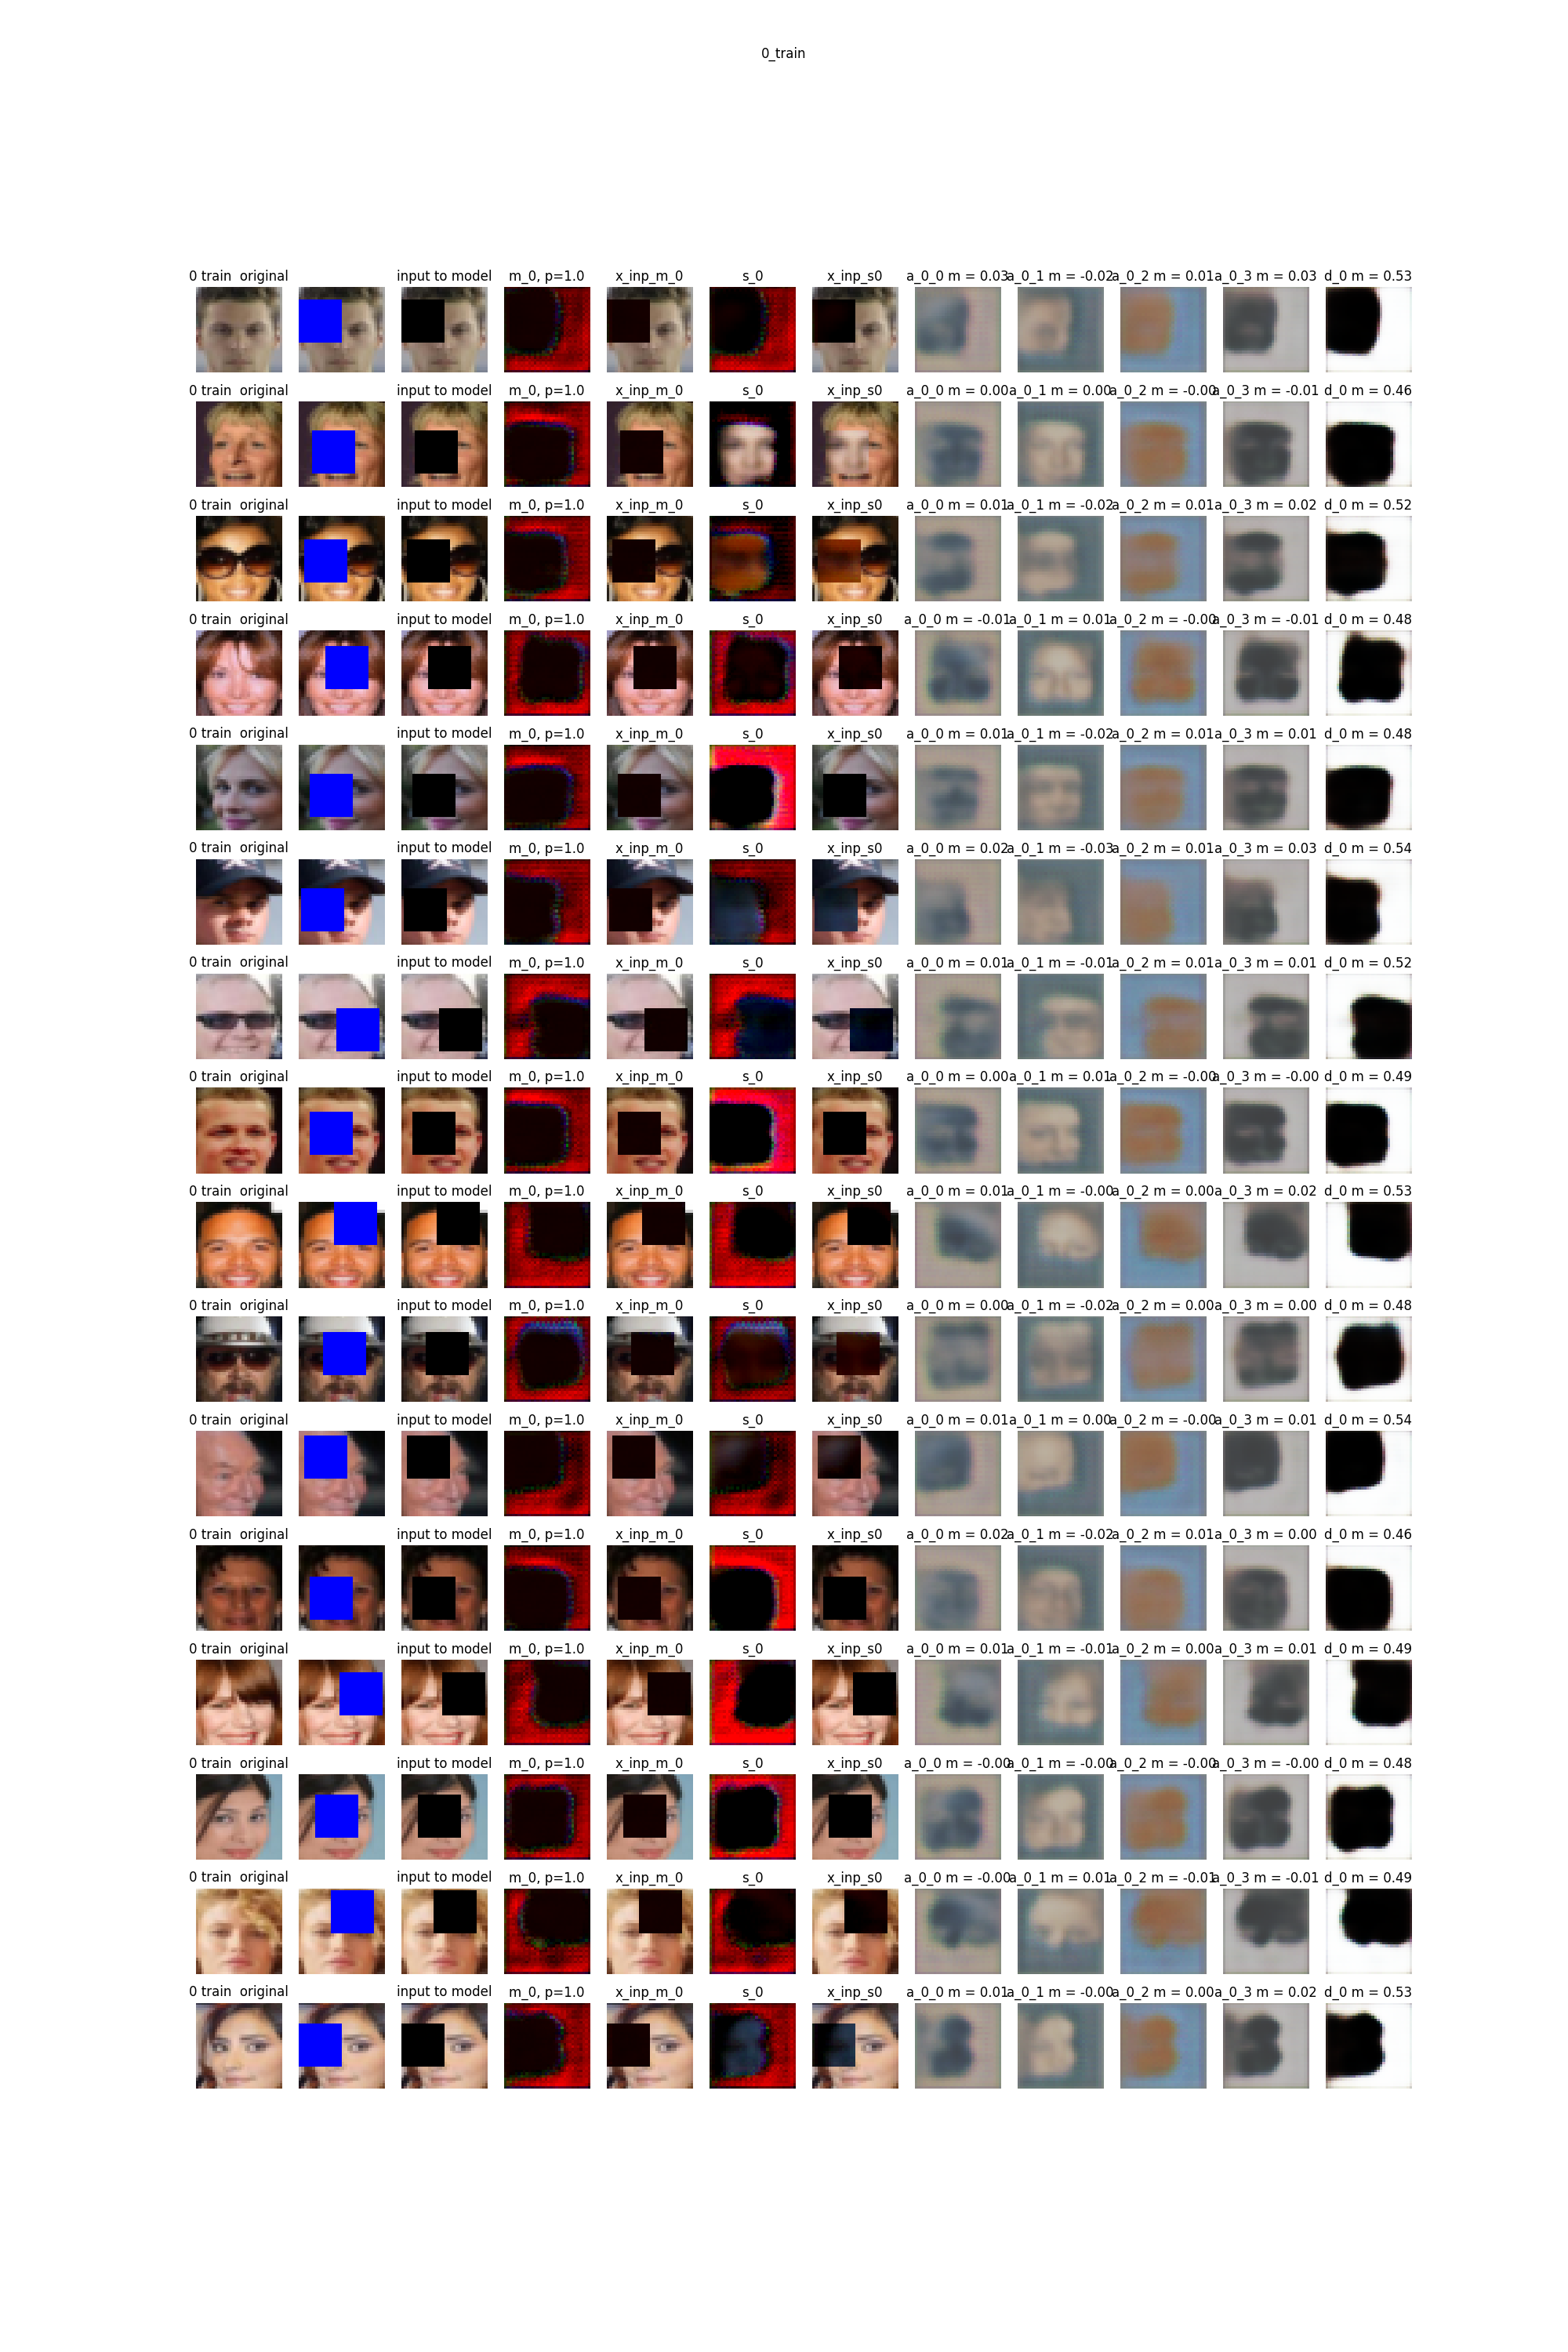 0_train
0 train original input to model m_0, p=1.0 x_inp_m_0 s_0 x_inp_s0 a_0_0 m = 0.03 a_0_1 m = -0.02 a_0_2 m = 0.01 a_0_3 m = 0.03 d_0 m = 0.53
0 train original input to model m_0, p=1.0 x_inp_m_0 s_0 x_inp_s0 a_0_0 m = 0.00 a_0_1 m = 0.00 a_0_2 m = -0.00 a_0_3 m = -0.01 d_0 m = 0.46
0 train original input to model m_0, p=1.0 x_inp_m_0 s_0 x_inp_s0 a_0_0 m = 0.01 a_0_1 m = -0.02 a_0_2 m = 0.01 a_0_3 m = 0.02 d_0 m = 0.52
0 train original input to model m_0, p=1.0 x_inp_m_0 s_0 x_inp_s0 a_0_0 m = -0.01 a_0_1 m = 0.01 a_0_2 m = -0.00 a_0_3 m = -0.01 d_0 m = 0.48
0 train original input to model m_0, p=1.0 x_inp_m_0 s_0 x_inp_s0 a_0_0 m = 0.01 a_0_1 m = -0.02 a_0_2 m = 0.01 a_0_3 m = 0.01 d_0 m = 0.48
0 train original input to model m_0, p=1.0 x_inp_m_0 s_0 x_inp_s0 a_0_0 m = 0.02 a_0_1 m = -0.03 a_0_2 m = 0.01 a_0_3 m = 0.03 d_0 m = 0.54
0 train original input to model m_0, p=1.0 x_inp_m_0 s_0 x_inp_s0 a_0_0 m = 0.01 a_0_1 m = -0.01 a_0_2 m = 0.01 a_0_3 m = 0.01 d_0 m = 0.52
0 train original input to model m_0, p=1.0 x_inp_m_0 s_0 x_inp_s0 a_0_0 m = 0.00 a_0_1 m = 0.01 a_0_2 m = -0.00 a_0_3 m = -0.00 d_0 m = 0.49
0 train original input to model m_0, p=1.0 x_inp_m_0 s_0 x_inp_s0 a_0_0 m = 0.01 a_0_1 m = -0.00 a_0_2 m = 0.00 a_0_3 m = 0.02 d_0 m = 0.53
0 train original input to model m_0, p=1.0 x_inp_m_0 s_0 x_inp_s0 a_0_0 m = 0.00 a_0_1 m = -0.02 a_0_2 m = 0.00 a_0_3 m = 0.00 d_0 m = 0.48
0 train original input to model m_0, p=1.0 x_inp_m_0 s_0 x_inp_s0 a_0_0 m = 0.01 a_0_1 m = 0.00 a_0_2 m = -0.00 a_0_3 m = 0.01 d_0 m = 0.54
0 train original input to model m_0, p=1.0 x_inp_m_0 s_0 x_inp_s0 a_0_0 m = 0.02 a_0_1 m = -0.02 a_0_2 m = 0.01 a_0_3 m = 0.00 d_0 m = 0.46
0 train original input to model m_0, p=1.0 x_inp_m_0 s_0 x_inp_s0 a_0_0 m = 0.01 a_0_1 m = -0.01 a_0_2 m = 0.00 a_0_3 m = 0.01 d_0 m = 0.49
0 train original input to model m_0, p=1.0 x_inp_m_0 s_0 x_inp_s0 a_0_0 m = -0.00 a_0_1 m = -0.00 a_0_2 m = -0.00 a_0_3 m = -0.00 d_0 m = 0.48
0 train original input to model m_0, p=1.0 x_inp_m_0 s_0 x_inp_s0 a_0_0 m = -0.00 a_0_1 m = 0.01 a_0_2 m = -0.01 a_0_3 m = -0.01 d_0 m = 0.49
0 train original input to model m_0, p=1.0 x_inp_m_0 s_0 x_inp_s0 a_0_0 m = 0.01 a_0_1 m = -0.00 a_0_2 m = 0.00 a_0_3 m = 0.02 d_0 m = 0.53